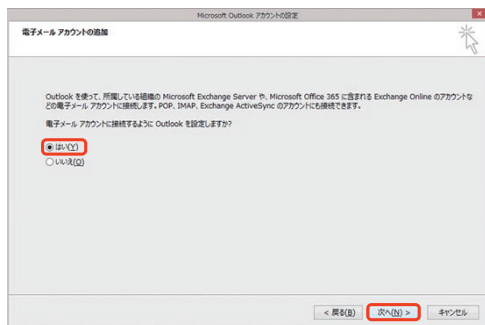 Microsoft Outlook アカウントの設定
電子メール アカウントの追加
Outlook を使って、所属している組織の Microsoft Exchange Server や、Microsoft Office 365 に含まれる Exchange Online のアカウントな
どの電子メール アカウントに接続します。POP、IMAP、Exchange ActiveSync のアカウントにも接続できます。
電子メール アカウントに接続するように Outlook を設定しますか?
はい(Y)
いいえ(O)
< 戻る(B) 次へ(N) > キャンセル